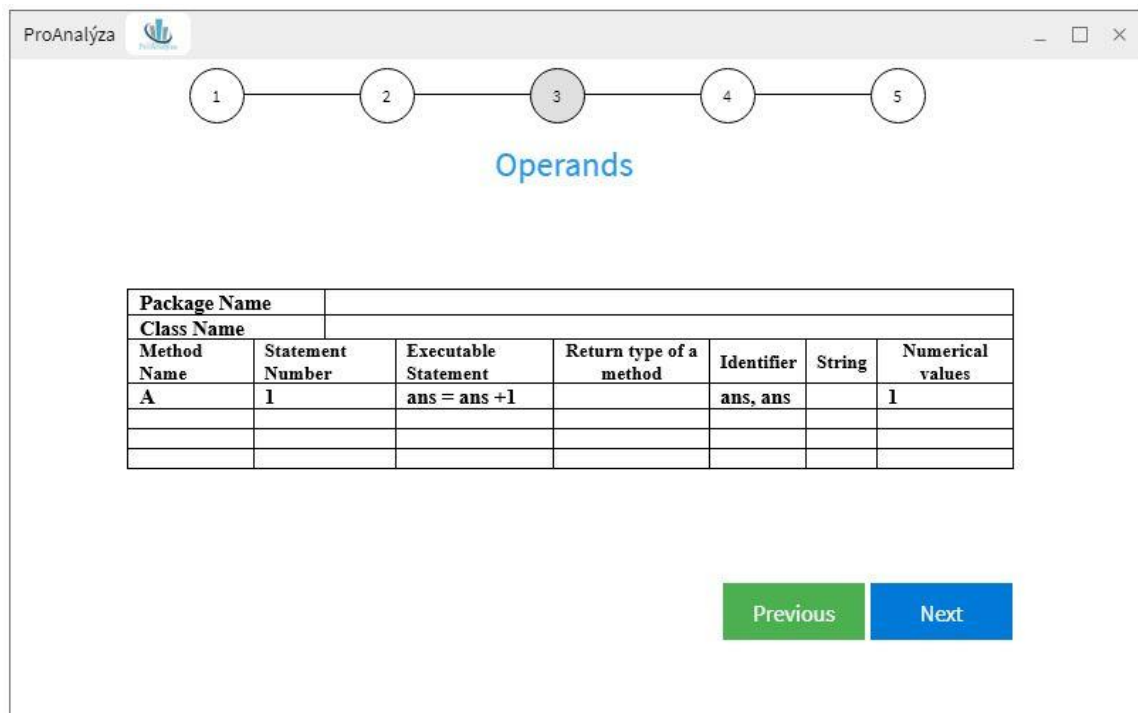 ProAnalýza
1 2 3 4 5
Operands
Package Name
Class Name
Method Name Statement Number Executable Statement Return type of a method Identifier String Numerical values
A 1 ans = ans +1 ans, ans 1
Previous Next